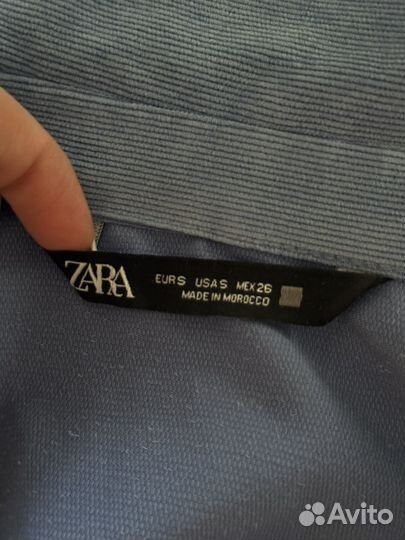 ZARA
EUR S USA S MEX 26
MADE IN MOROCCO
Avito